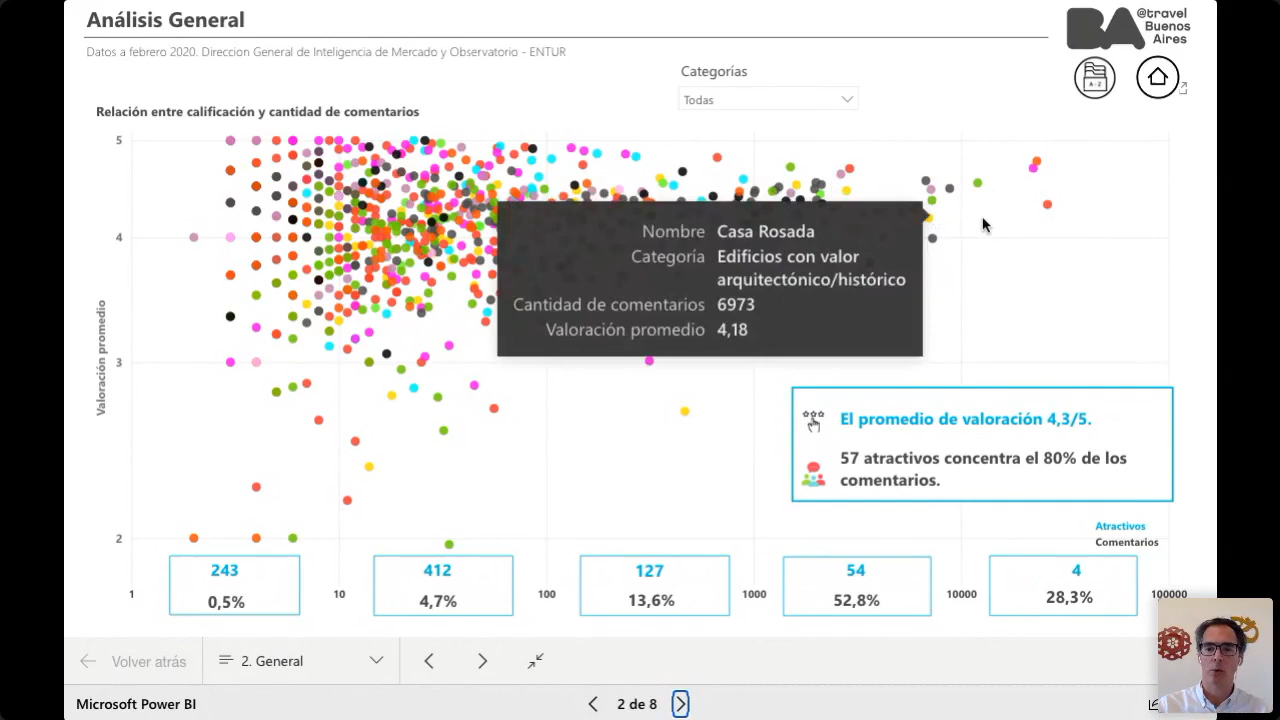 Análisis General
@travel
Buenos
Aires
BA
Datos a febrero 2020. Direccion General de Inteligencia de Mercado y Observatorio - ENTUR
Categorías
Todas
A - Z
Relación entre calificación y cantidad de comentarios
5
4
3
2
Valoración promedio
Nombre Casa Rosada
Categoría Edificios con valor
arquitectónico/histórico
Cantidad de comentarios 6973
Valoración promedio 4,18
El promedio de valoración 4,3/5.
57 atractivos concentra el 80% de los
comentarios.
Atractivos
Comentarios
243 412 127 54 4
0,5% 4,7% 13,6% 52,8% 28,3%
1 10 100 1000 10000 100000
Volver atrás
2. General
Microsoft Power BI
2 de 8